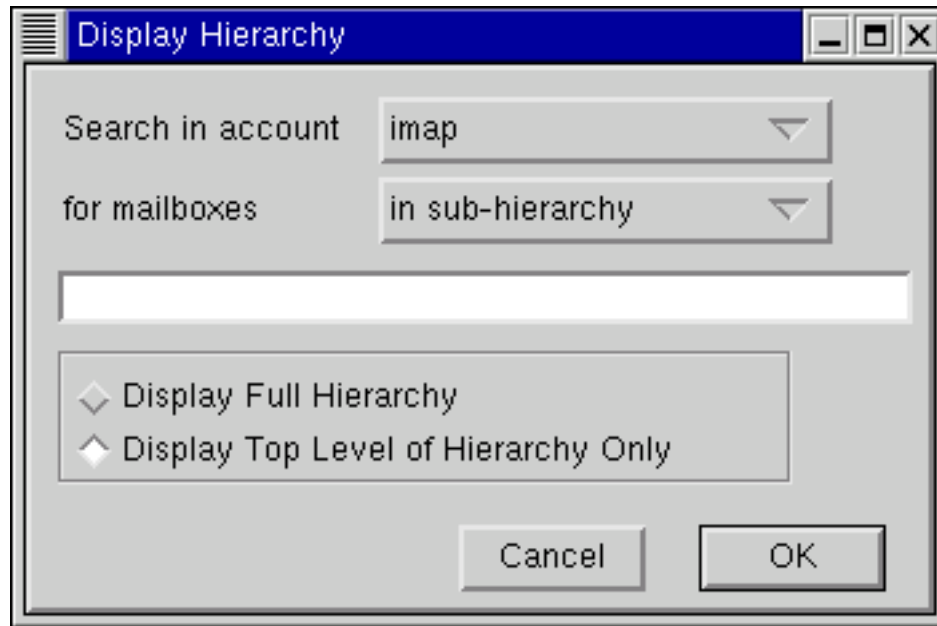 Display Hierarchy
Search in account imap
for mailboxes in sub-hierarchy
Display Full Hierarchy
Display Top Level of Hierarchy Only
Cancel OK